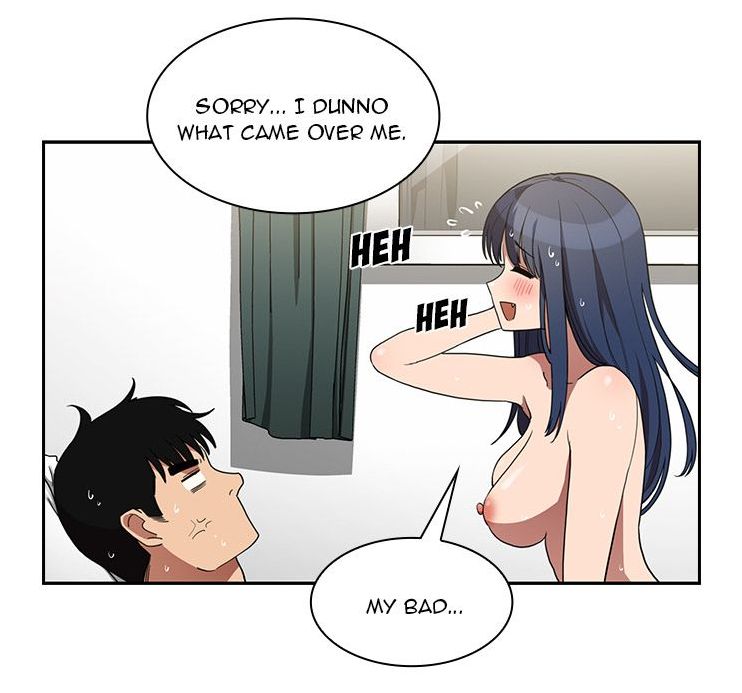 SORRY... I DUNNO
WHAT CAME OVER ME.
HEH
HEH
MY BAD...